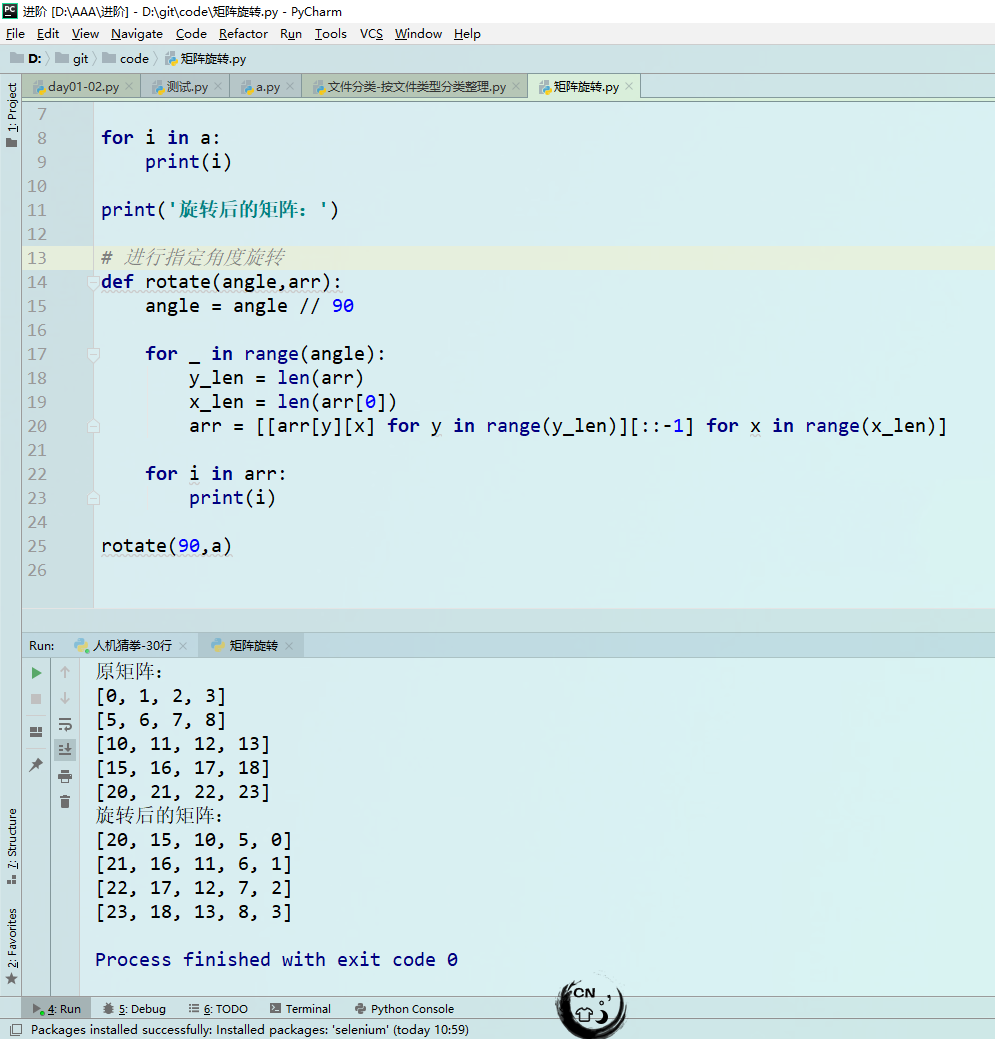 进阶 [D:\AAA\进阶] - D:\git\code\矩阵旋转.py - PyCharm
File Edit View Navigate Code Refactor Run Tools VCS Window Help
D: git code 矩阵旋转.py
day01-02.py 测试.py a.py 文件分类-按文件类型分类整理.py 矩阵旋转.py
1: Project
7
8 for i in a:
9 print(i)
10
11 print('旋转后的矩阵：')
12
13 # 进行指定角度旋转
14 def rotate(angle,arr):
15 angle = angle // 90
16
17 for _ in range(angle):
18 y_len = len(arr)
19 x_len = len(arr[0])
20 arr = [[arr[y][x] for y in range(y_len)][::-1] for x in range(x_len)]
21
22 for i in arr:
23 print(i)
24
25 rotate(90,a)
26
Run: 人机猜拳-30行 矩阵旋转
原矩阵：
[0, 1, 2, 3]
[5, 6, 7, 8]
[10, 11, 12, 13]
[15, 16, 17, 18]
[20, 21, 22, 23]
旋转后的矩阵：
[20, 15, 10, 5, 0]
[21, 16, 11, 6, 1]
[22, 17, 12, 7, 2]
[23, 18, 13, 8, 3]
Process finished with exit code 0
7: Structure
2: Favorites
CN
4: Run 5: Debug 6: TODO Terminal Python Console
Packages installed successfully: Installed packages: 'selenium' (today 10:59)